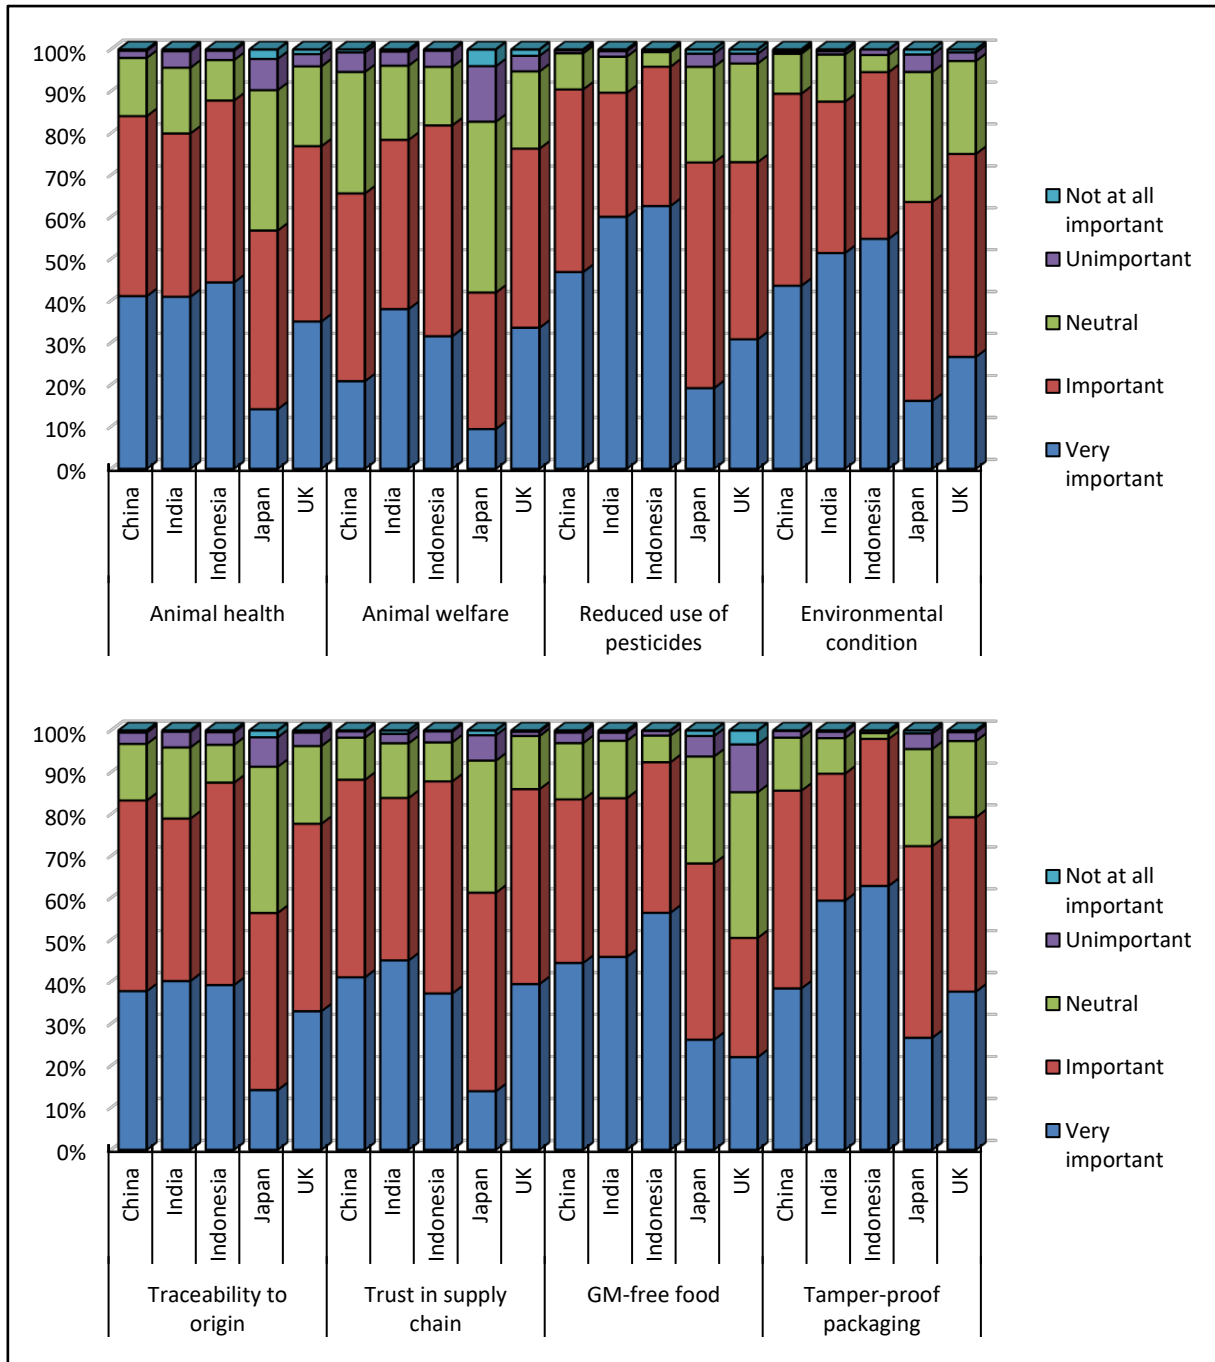 100%
90%
80%
70%
60%
50%
40%
30%
20%
10%
0%
China
India
Indonesia
Japan
UK
China
India
Indonesia
Japan
UK
China
India
Indonesia
Japan
UK
China
India
Indonesia
Japan
UK
Animal health
Animal welfare
Reduced use of
pesticides
Environmental
condition
Not at all
important
Unimportant
Neutral
Important
Very
important
100%
90%
80%
70%
60%
50%
40%
30%
20%
10%
0%
China
India
Indonesia
Japan
UK
China
India
Indonesia
Japan
UK
China
India
Indonesia
Japan
UK
China
India
Indonesia
Japan
UK
Traceability to
origin
Trust in supply
chain
GM-free food
Tamper-proof
packaging
Not at all
important
Unimportant
Neutral
Important
Very
important